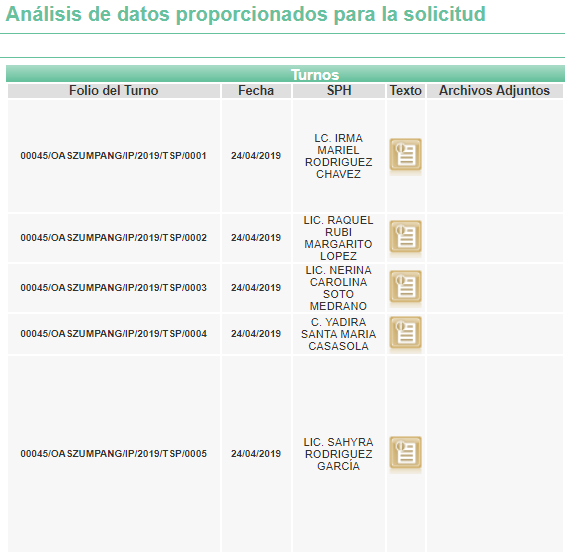 Análisis de datos proporcionados para la solicitud
Turnos
Folio del Turno Fecha SPH Texto Archivos Adjuntos
00045/OASZUMPANG/IP/2019/TSP/0001 24/04/2019 LC. IRMA
MARIEL
RODRIGUEZ
CHAVEZ
00045/OASZUMPANG/IP/2019/TSP/0002 24/04/2019 LIC. RAQUEL
RUBI
MARGARITO
LOPEZ
00045/OASZUMPANG/IP/2019/TSP/0003 24/04/2019 LIC. NERINA
CAROLINA
SOTO
MEDRANO
00045/OASZUMPANG/IP/2019/TSP/0004 24/04/2019 C. YADIRA
SANTA MARIA
CASASOLA
00045/OASZUMPANG/IP/2019/TSP/0005 24/04/2019 LIC. SAHYRA
RODRIGUEZ
GARCÍA